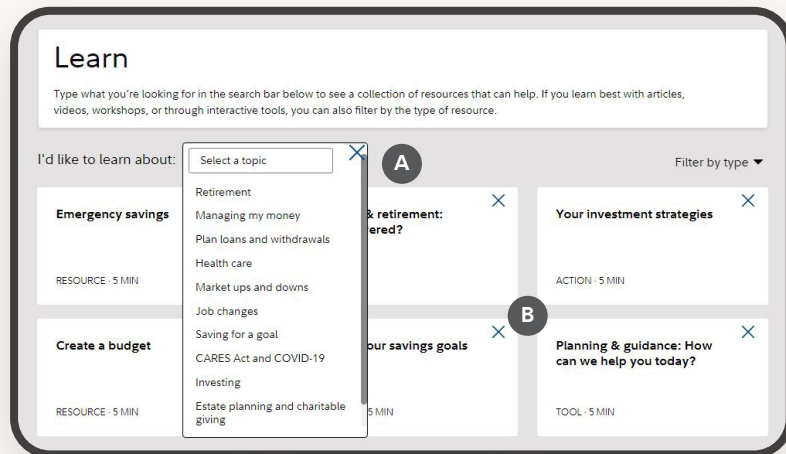 Learn
Type what you're looking for in the search bar below to see a collection of resources that can help. If you learn best with articles,
videos, workshops, or through interactive tools, you can also filter by the type of resource.
I'd like to learn about:
Select a topic
A
Filter by type
Retirement
Managing my money
Plan loans and withdrawals
Health care
Market ups and downs
Job changes
Saving for a goal
CARES Act and COVID-19
Investing
Estate planning and charitable
giving
Emergency savings
RESOURCE · 5 MIN
& retirement:
ered?
Your investment strategies
ACTION · 5 MIN
B
Create a budget
RESOURCE · 5 MIN
our savings goals
5 MIN
Planning & guidance: How
can we help you today?
TOOL · 5 MIN